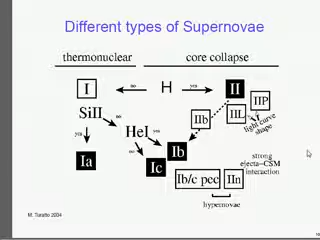 Different types of Supernovae
thermonuclear
core collapse
I
no
H
yes
II
SiII
no
IIb
IIL
IIP
light curve
shape
yes
HeI
yes
no
Ia
Ic
Ib
strong
ejecta-CSM
interaction
Ib/c pec
IIn
hypernovae
M. Turatto 2004